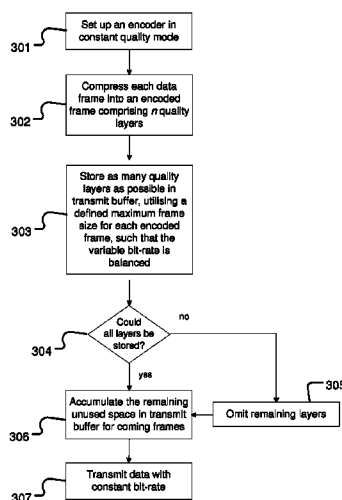 Set up an encoder in
constant quality mode
301
Compress each data
frame into an encoded
frame comprising n quality
layers
302
Store as many quality
layers as possible in
transmit buffer, utilising a
defined maximum frame
size for each encoded
frame, such that the
variable bit-rate is
balanced
303
Could
all layers be
stored?
304
no
yes
305
Omit remaining layers
Accumulate the remaining
unused space in transmit
buffer for coming frames
306
Transmit data with
constant bit-rate
307